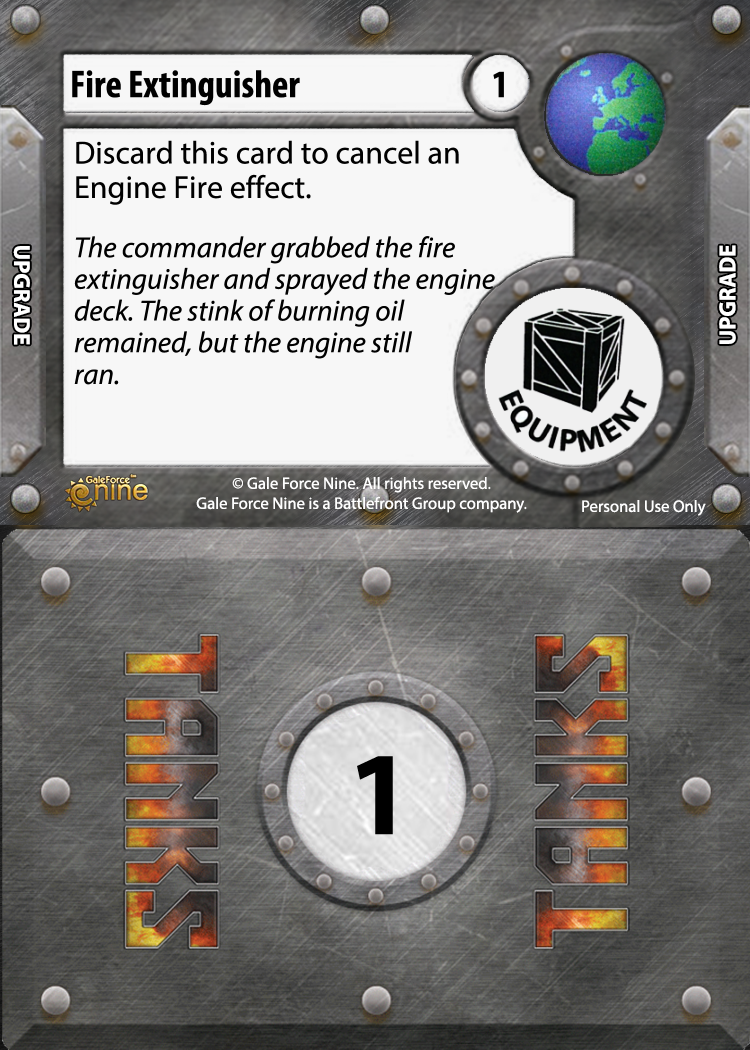 Fire Extinguisher
1
Discard this card to cancel an
Engine Fire effect.
The commander grabbed the fire
extinguisher and sprayed the engine
deck. The stink of burning oil
remained, but the engine still
ran.
UPGRADE
UPGRADE
EQUIPMENT
GaleForce™
nine
© Gale Force Nine. All rights reserved.
Gale Force Nine is a Battlefront Group company.
Personal Use Only
TANKS
1
TANKS